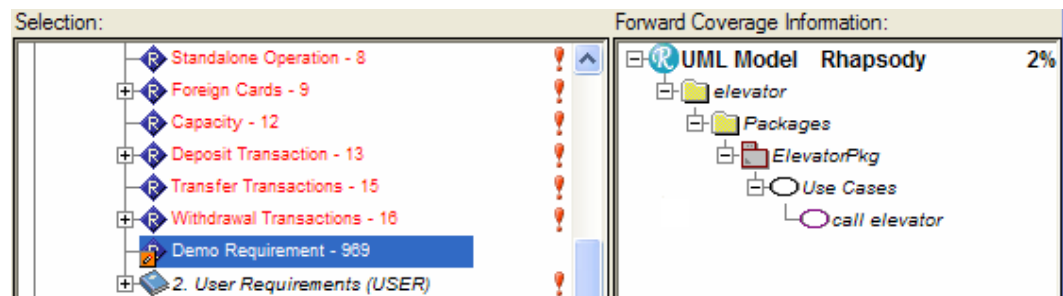 Selection:
Standalone Operation - 8
Foreign Cards - 9
Capacity - 12
Deposit Transaction - 13
Transfer Transactions - 15
Withdrawal Transactions - 16
Demo Requirement - 969
2. User Requirements (USER)
Forward Coverage Information:
UML Model Rhapsody 2%
elevator
Packages
ElevatorPkg
Use Cases
call elevator